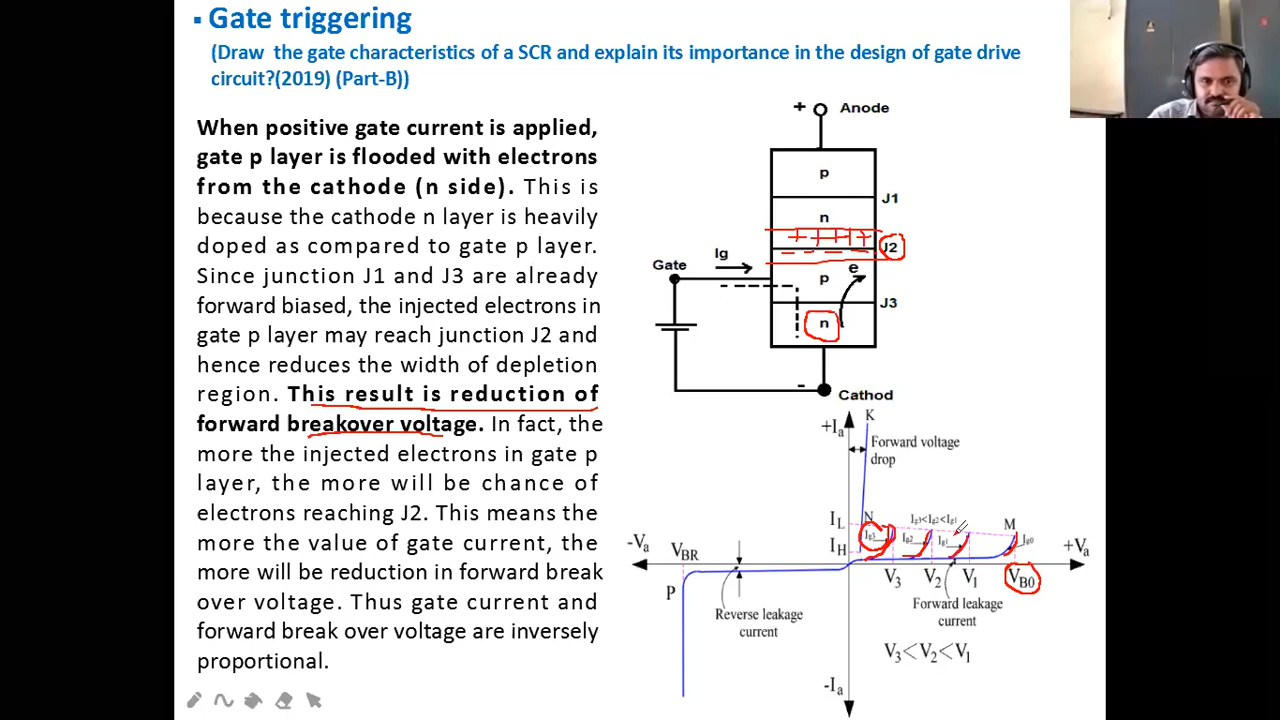 ▪ Gate triggering
(Draw the gate characteristics of a SCR and explain its importance in the design of gate drive
circuit?(2019) (Part-B))
When positive gate current is applied,
gate p layer is flooded with electrons
from the cathode (n side). This is
because the cathode n layer is heavily
doped as compared to gate p layer.
Since junction J1 and J3 are already
forward biased, the injected electrons in
gate p layer may reach junction J2 and
hence reduces the width of depletion
region. This result is reduction of
forward breakover voltage. In fact, the
more the injected electrons in gate p
layer, the more will be chance of
electrons reaching J2. This means the
more the value of gate current, the
more will be reduction in forward break
over voltage. Thus gate current and
forward break over voltage are inversely
proportional.
+ Anode
p
J1
n
J2
Gate
Ig
p
e
J3
n
-
Cathod
+Ia
K
Forward voltage
drop
IL
N
Ig3<Ig2<Ig1
M
IH
Ig3
Ig2
Ig1
Ig0
-Va
VBR
+Va
V3
V2
V1
VB0
P
Reverse leakage
current
Forward leakage
current
V3<V2<V1
-Ia